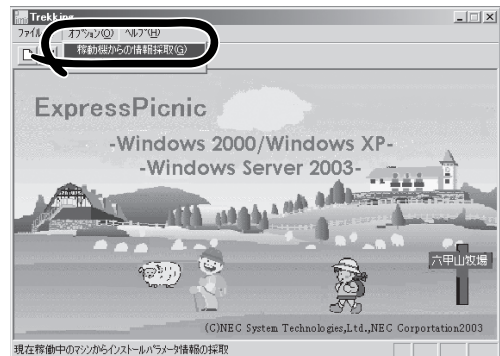 Trekking
ファイル オプション(O) ヘルプ(H)
稼動機からの情報採取(G)
ExpressPicnic
-Windows 2000/Windows XP-
-Windows Server 2003-
六甲山牧場
(C)NEC System Technologies,Ltd.,NEC Corportation2003
現在稼働中のマシンからインストールパラメータ情報の採取